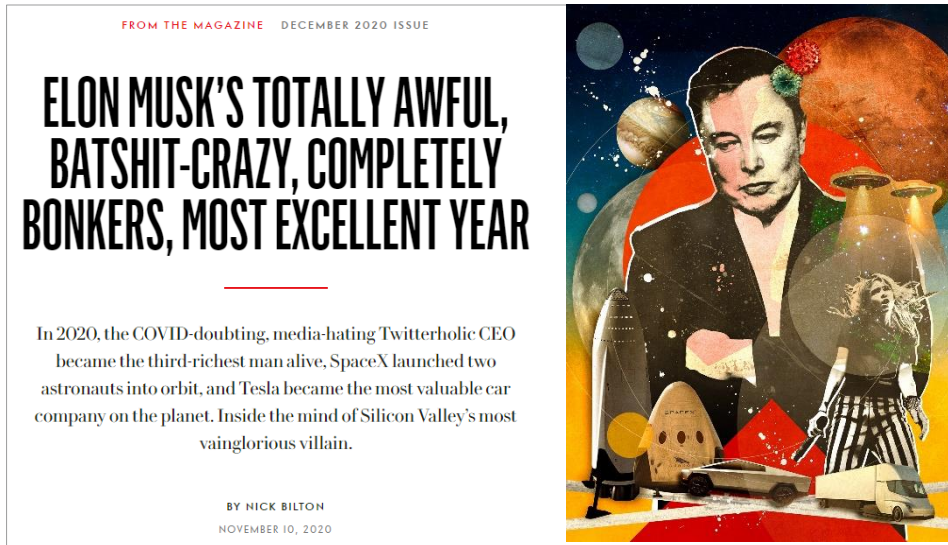 FROM THE MAGAZINE DECEMBER 2020 ISSUE
ELON MUSK'S TOTALLY AWFUL,
BATSHIT-CRAZY, COMPLETELY
BONKERS, MOST EXCELLENT YEAR
In 2020, the COVID-doubting, media-hating Twitterholic CEO
became the third-richest man alive, SpaceX launched two
astronauts into orbit, and Tesla became the most valuable car
company on the planet. Inside the mind of Silicon Valley's most
vainglorious villain.
BY NICK BILTON
NOVEMBER 10, 2020
SPACEX